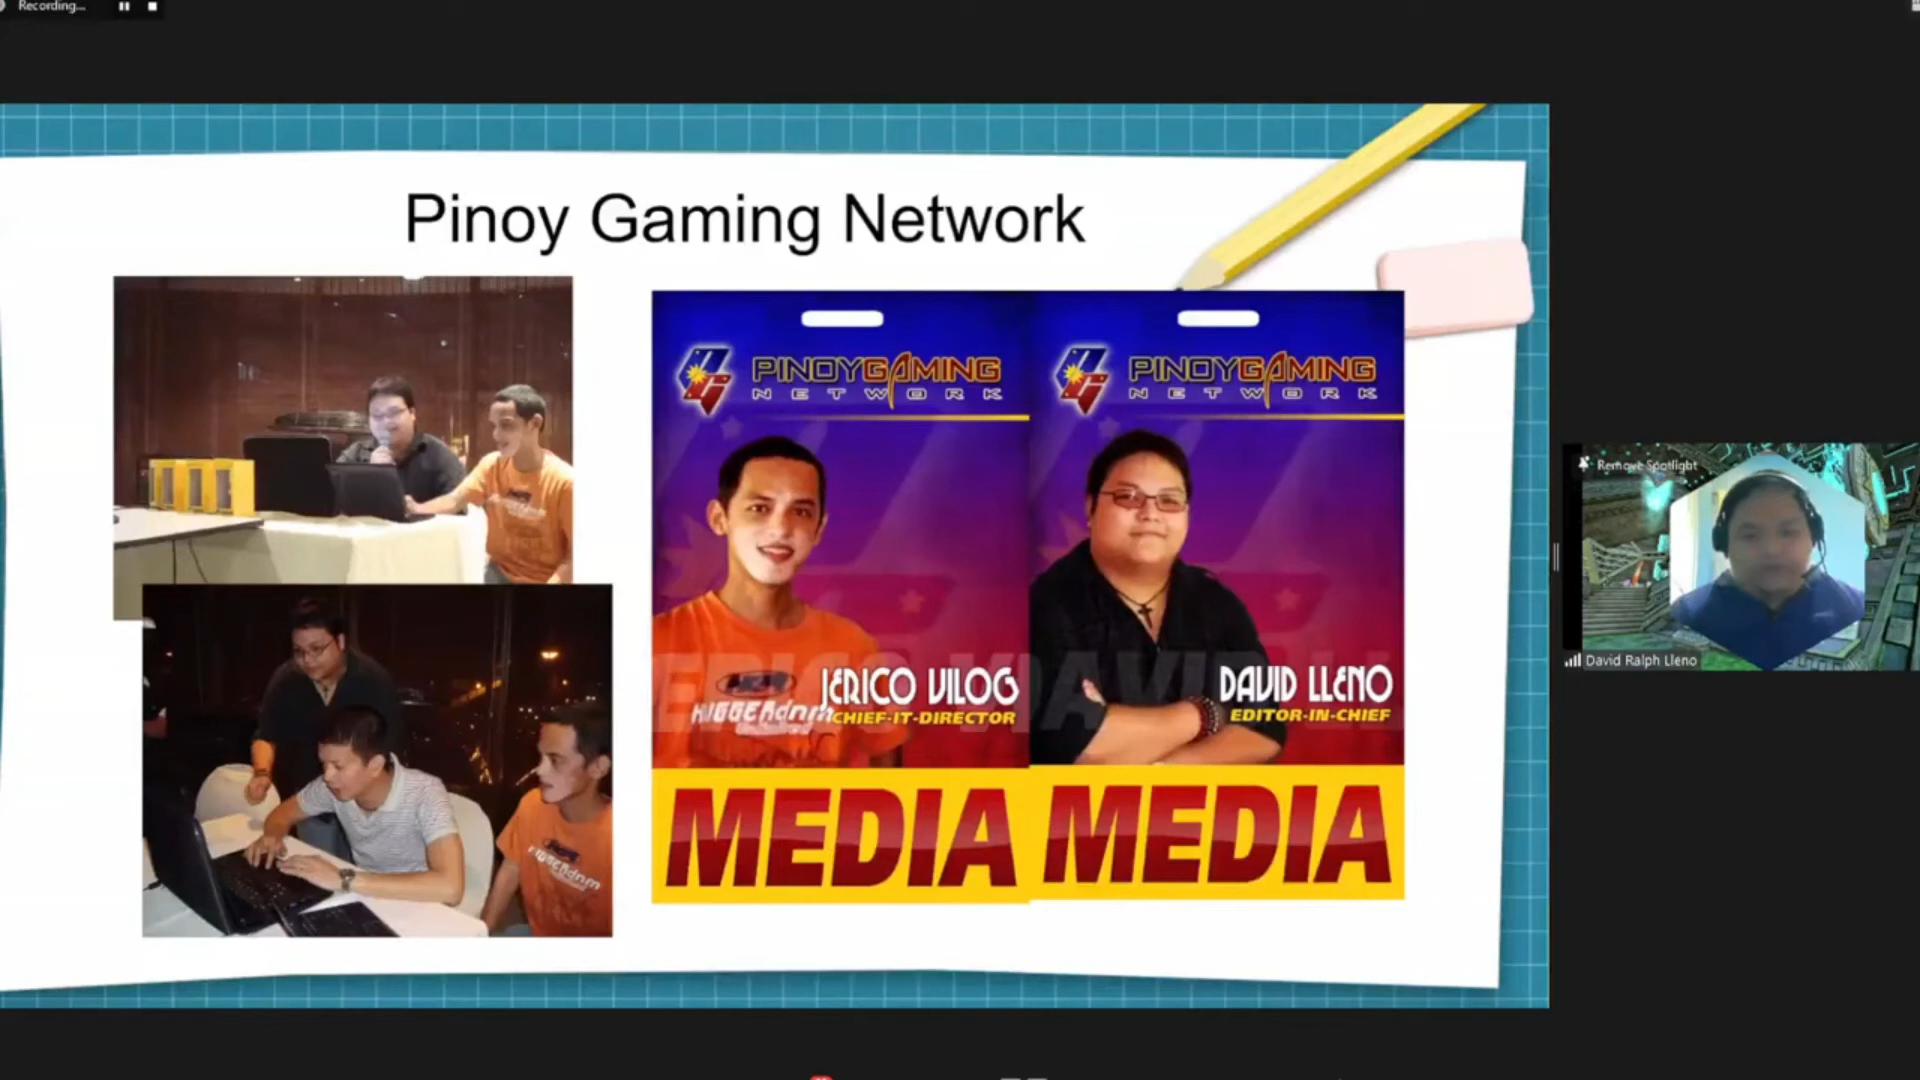 Recording...
Pinoy Gaming Network
PINOYGAMING
NETWORK
JERICO VILOG
CHIEF-IT-DIRECTOR
MEDIA
PINOYGAMING
NETWORK
DAVID LLENO
EDITOR-IN-CHIEF
MEDIA
Remove Spotlight
David Ralph Lleno